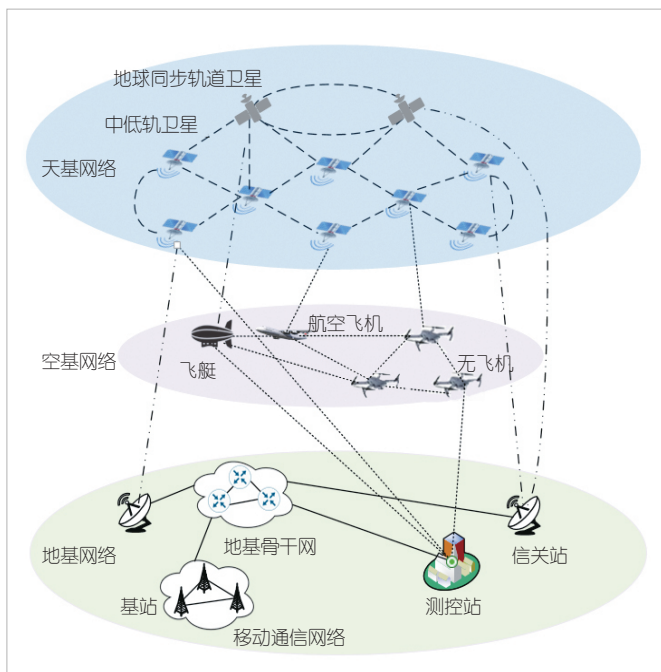 地球同步轨道卫星
中低轨卫星
天基网络
航空飞机
空基网络
飞艇
无飞机
地基网络
地基骨干网
信关站
基站
测控站
移动通信网络